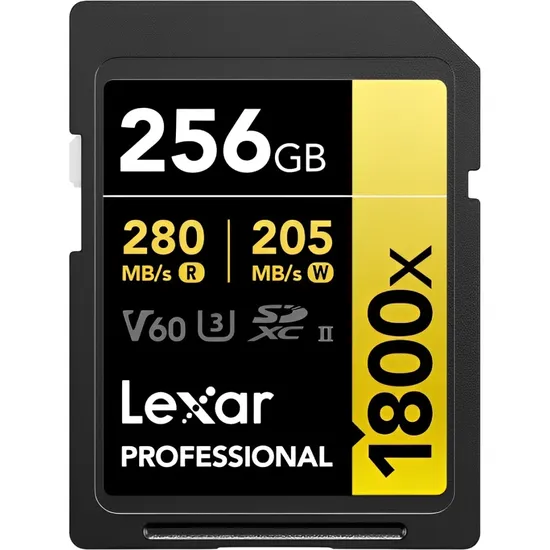 256GB
280 MB/s R | 205 MB/s W
V60 U3 SDXC II
Lexar
PROFESSIONAL
1800x